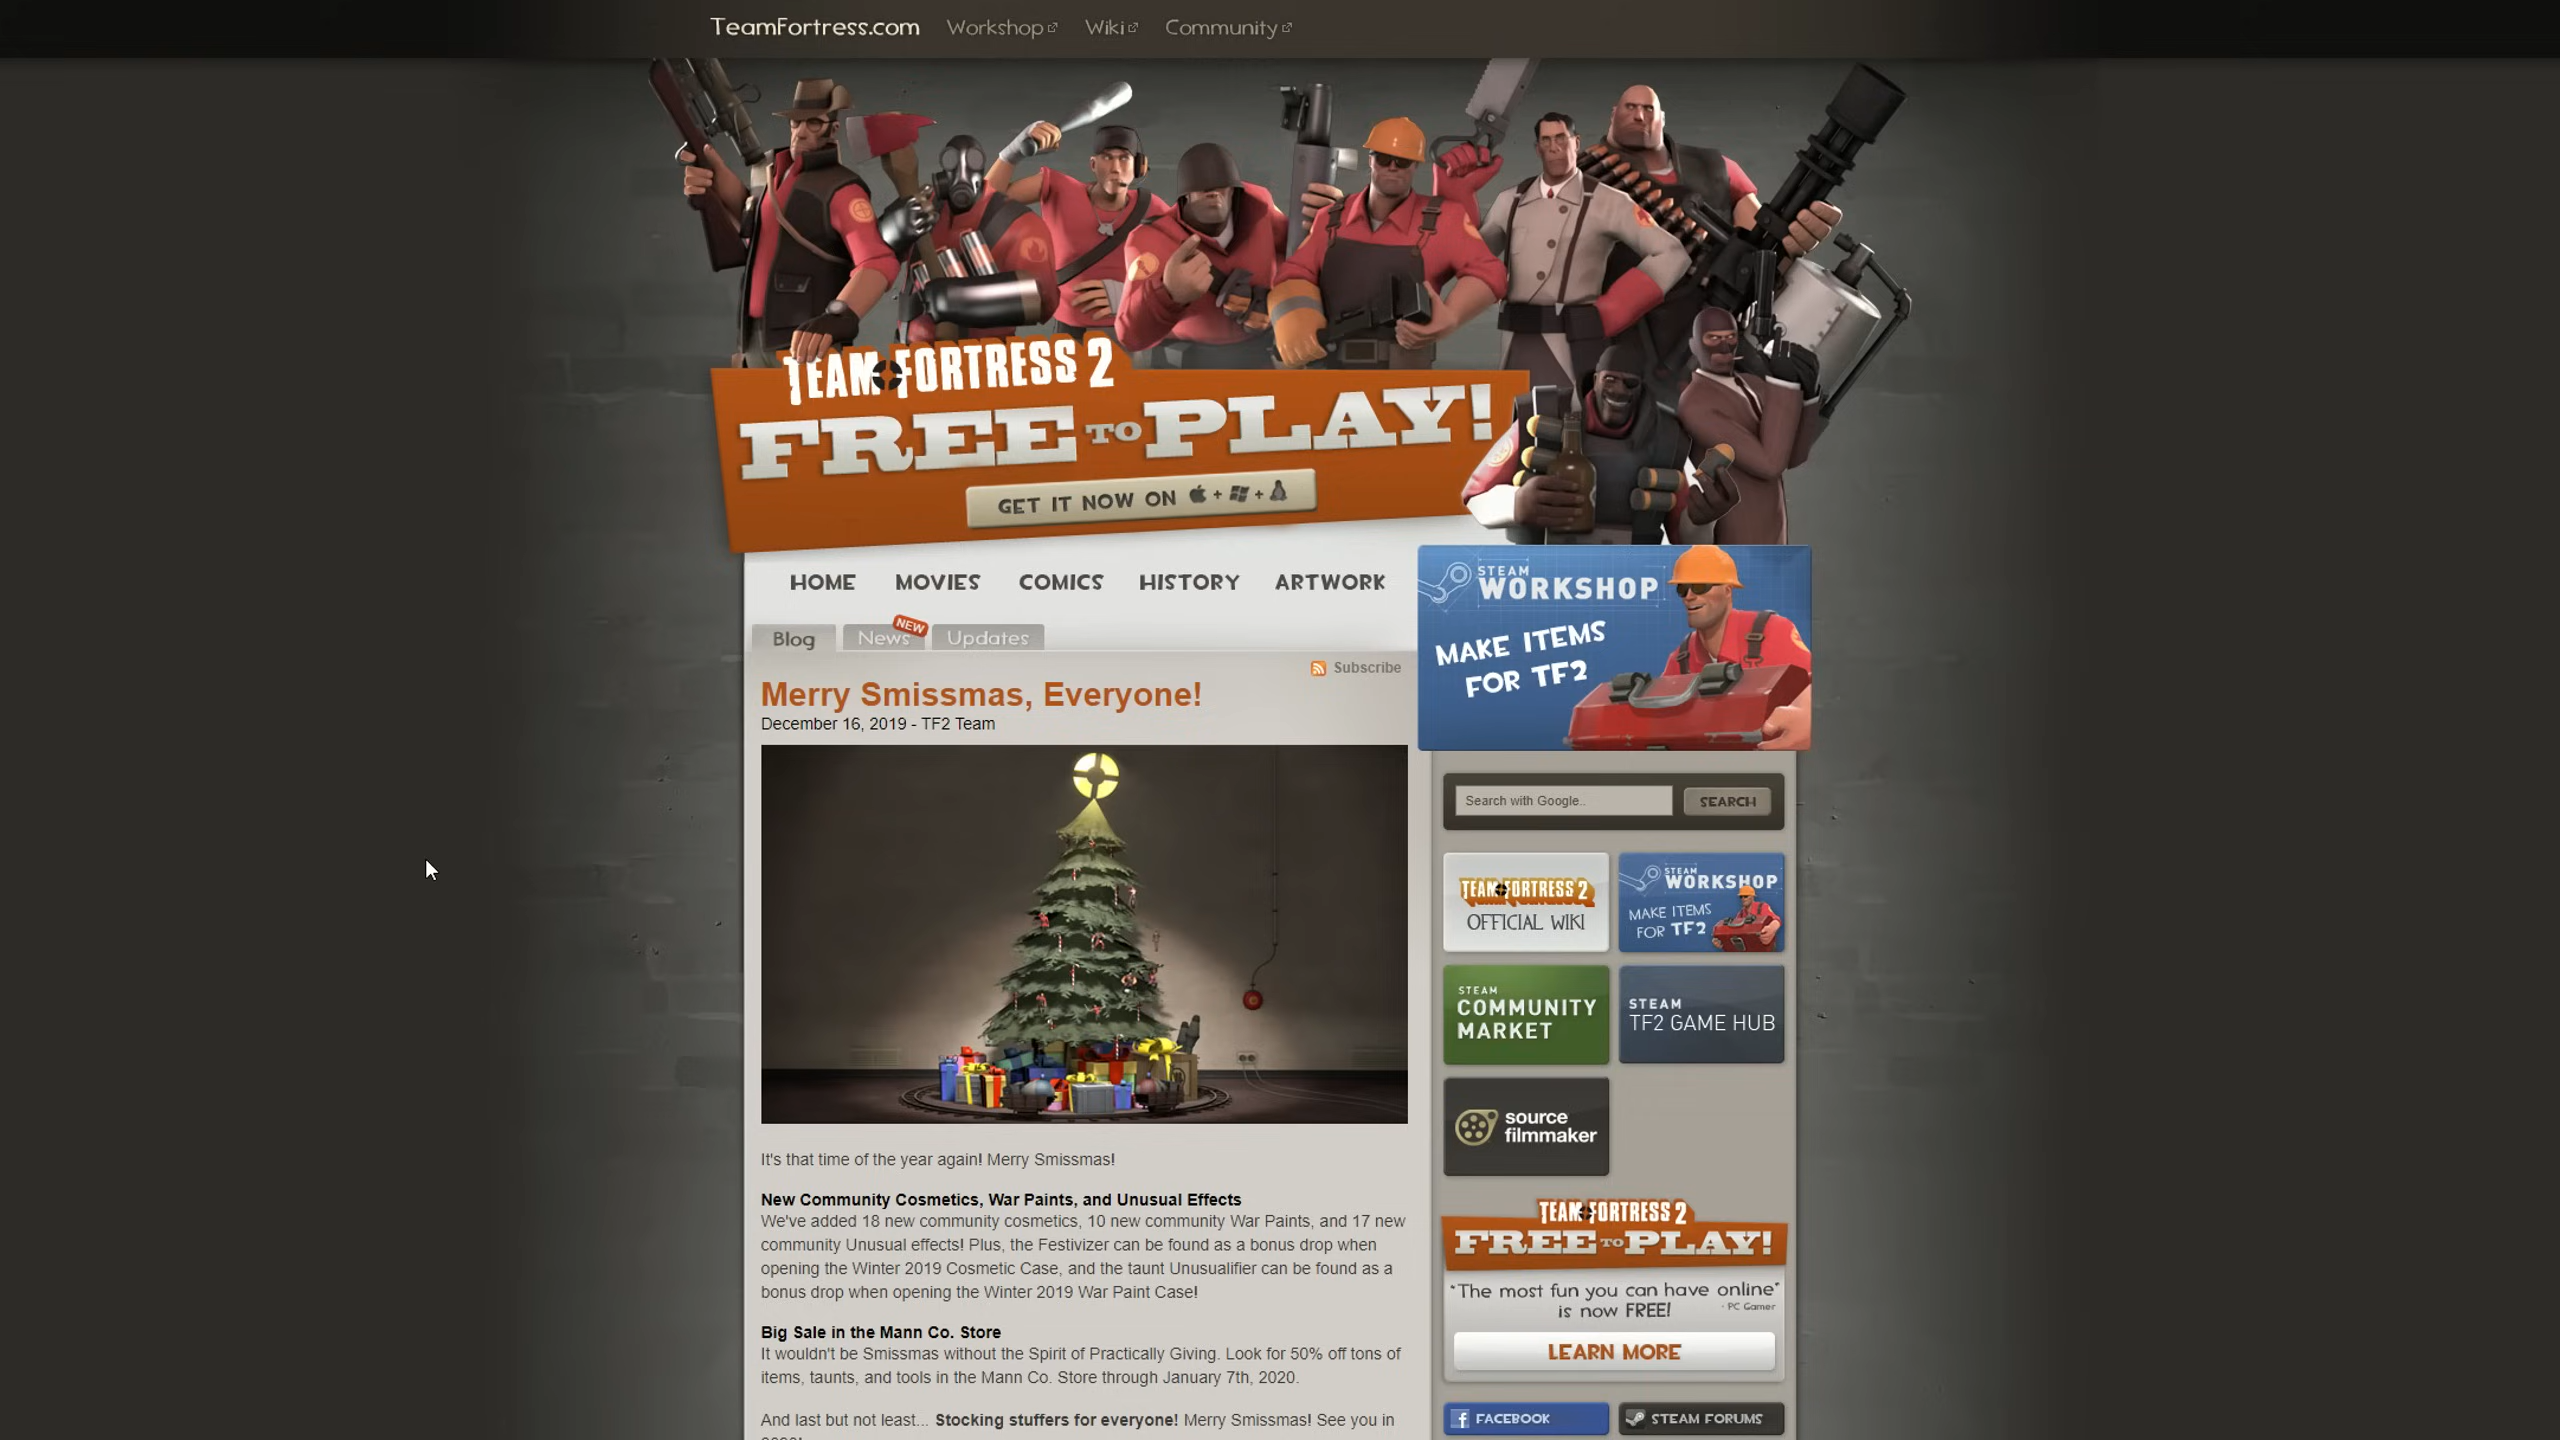 TeamFortress.com Workshop Wiki Community
TEAM FORTRESS 2
FREE TO PLAY!
GET IT NOW ON + +
HOME MOVIES COMICS HISTORY ARTWORK
Blog News NEW Updates
Subscribe
Merry Smissmas, Everyone!
December 16, 2019 - TF2 Team
It's that time of the year again! Merry Smissmas!
New Community Cosmetics, War Paints, and Unusual Effects
We've added 18 new community cosmetics, 10 new community War Paints, and 17 new
community Unusual effects! Plus, the Festivizer can be found as a bonus drop when
opening the Winter 2019 Cosmetic Case, and the taunt Unusualifier can be found as a
bonus drop when opening the Winter 2019 War Paint Case!
Big Sale in the Mann Co. Store
It wouldn't be Smissmas without the Spirit of Practically Giving. Look for 50% off tons of
items, taunts, and tools in the Mann Co. Store through January 7th, 2020.
And last but not least... Stocking stuffers for everyone! Merry Smissmas! See you in
STEAM
WORKSHOP
MAKE ITEMS
FOR TF2
Search with Google.. SEARCH
TEAM FORTRESS 2
OFFICIAL WIKI
STEAM
WORKSHOP
MAKE ITEMS
FOR TF2
STEAM
COMMUNITY
MARKET
STEAM
TF2 GAME HUB
source
filmmaker
TEAM FORTRESS 2
FREE TO PLAY!
"The most fun you can have online"
is now FREE! - PC Gamer
LEARN MORE
FACEBOOK STEAM FORUMS